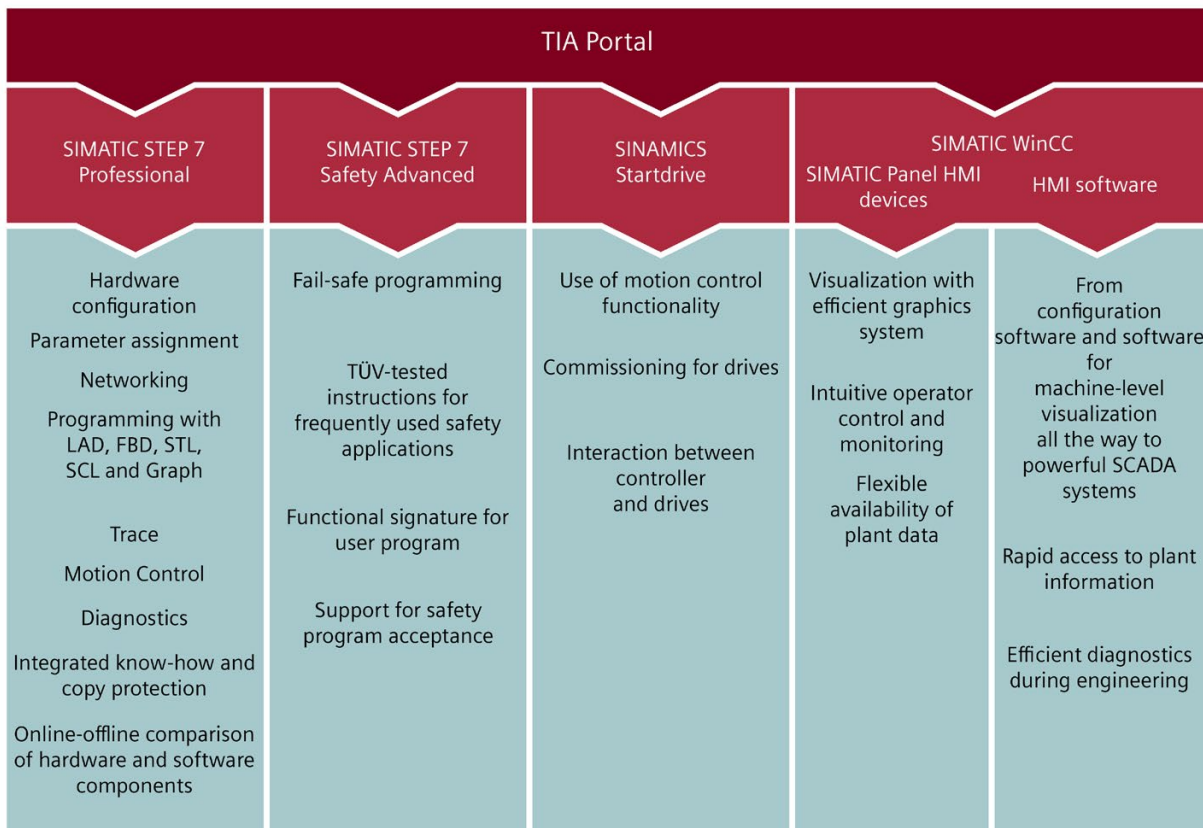 TIA Portal
SIMATIC STEP 7
Professional
SIMATIC STEP 7
Safety Advanced
SINAMICS
Startdrive
SIMATIC WinCC
SIMATIC Panel HMI
devices
HMI software
Hardware
configuration
Parameter assignment
Networking
Programming with
LAD, FBD, STL,
SCL and Graph
Trace
Motion Control
Diagnostics
Integrated know-how and
copy protection
Online-offline comparison
of hardware and software
components
Fail-safe programming
TÜV-tested
instructions for
frequently used safety
applications
Functional signature for
user program
Support for safety
program acceptance
Use of motion control
functionality
Commissioning for drives
Interaction between
controller
and drives
Visualization with
efficient graphics
system
Intuitive operator
control and
monitoring
Flexible
availability of
plant data
From
configuration
software and software
for
machine-level
visualization
all the way to
powerful SCADA
systems
Rapid access to plant
information
Efficient diagnostics
during engineering